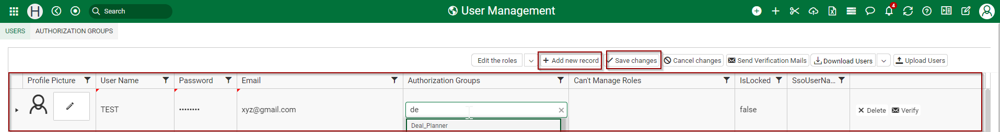 H Search User Management 4
USERS AUTHORIZATION GROUPS
Edit the roles Add new record Save changes Cancel changes Send Verification Mails Download Users Upload Users
Profile Picture User Name Password Email Authorization Groups Can't Manage Roles IsLocked SsoUserNa...
TEST •••••••• xyz@gmail.com de false Delete Verify
Deal_Planner